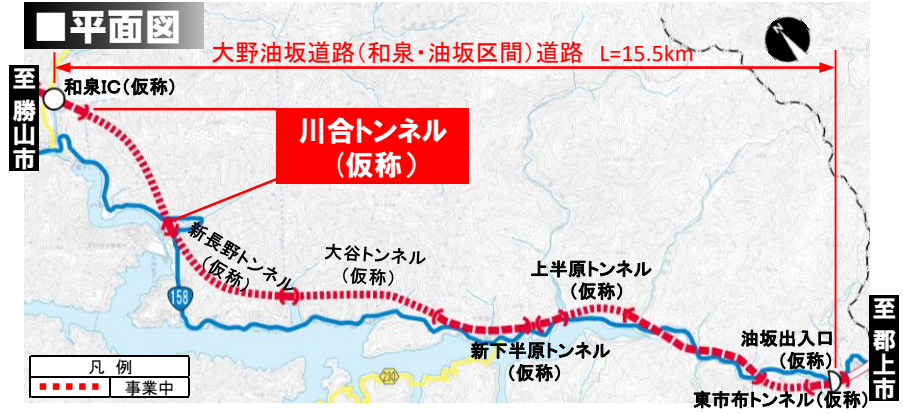 ■平面図
大野油坂道路(和泉・油坂区間)道路 L=15.5km
至 勝山市
和泉IC(仮称)
川合トンネル
(仮称)
新長野トンネル
(仮称)
大谷トンネル
(仮称)
上半原トンネル
(仮称)
158
新下半原トンネル
(仮称)
油坂出入口
(仮称)
至 郡上市
230
東市布トンネル(仮称)
凡 例
事業中